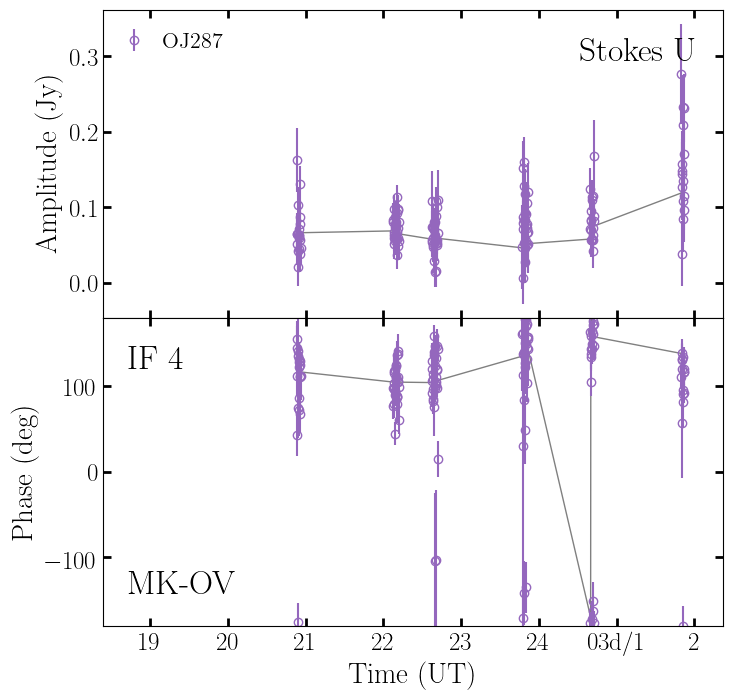 OJ287
Stokes U
0.3
0.2
0.1
0.0
Amplitude (Jy)
IF 4
100
0
−100
Phase (deg)
MK-OV
19 20 21 22 23 24 03d/1 2
Time (UT)